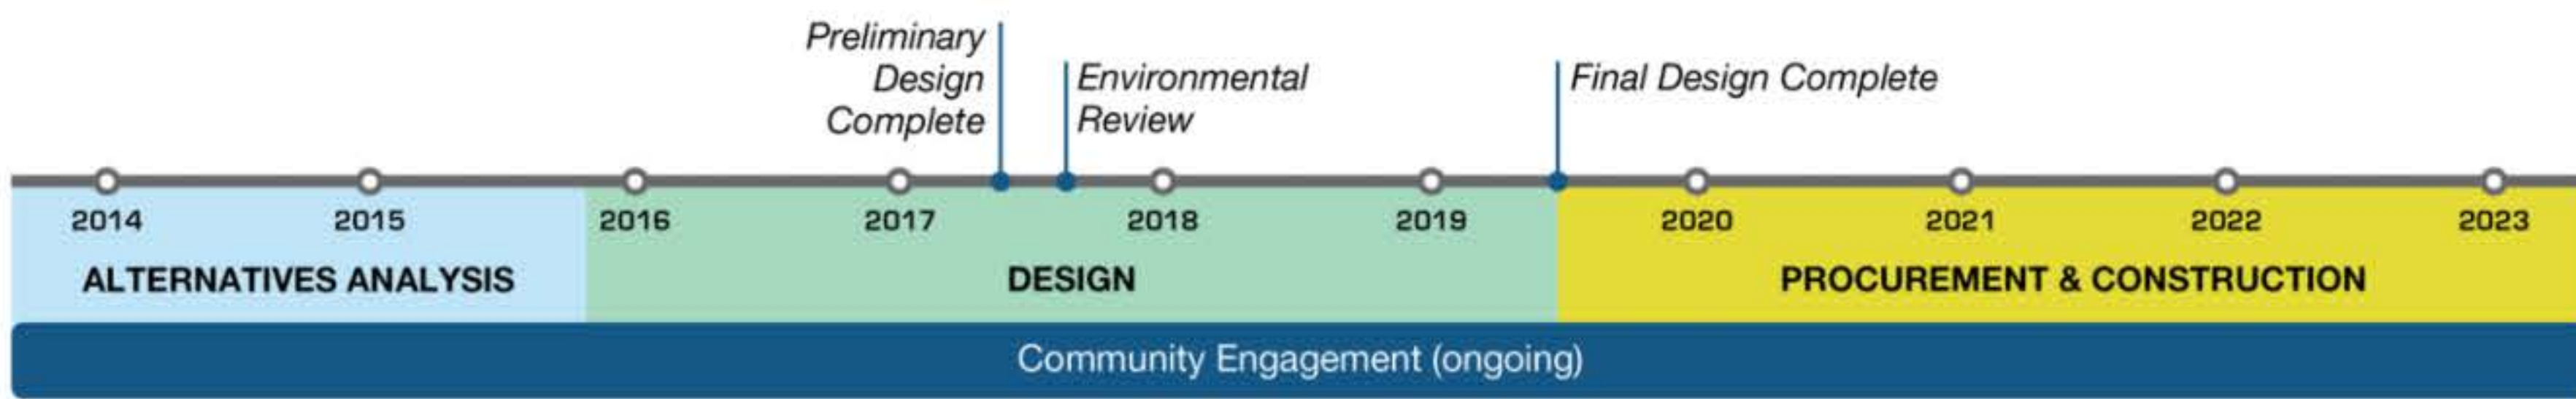 Preliminary
Design
Complete
Environmental
Review
Final Design Complete
2014 2015 2016 2017 2018 2019 2020 2021 2022 2023
ALTERNATIVES ANALYSIS DESIGN PROCUREMENT & CONSTRUCTION
Community Engagement (ongoing)